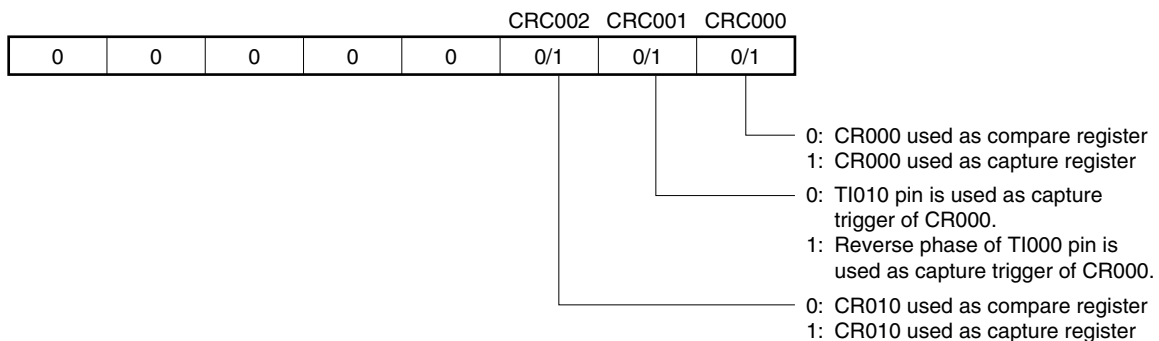 CRC002 CRC001 CRC000
0 0 0 0 0 0/1 0/1 0/1
0: CR000 used as compare register
1: CR000 used as capture register
0: TI010 pin is used as capture
trigger of CR000.
1: Reverse phase of TI000 pin is
used as capture trigger of CR000.
0: CR010 used as compare register
1: CR010 used as capture register